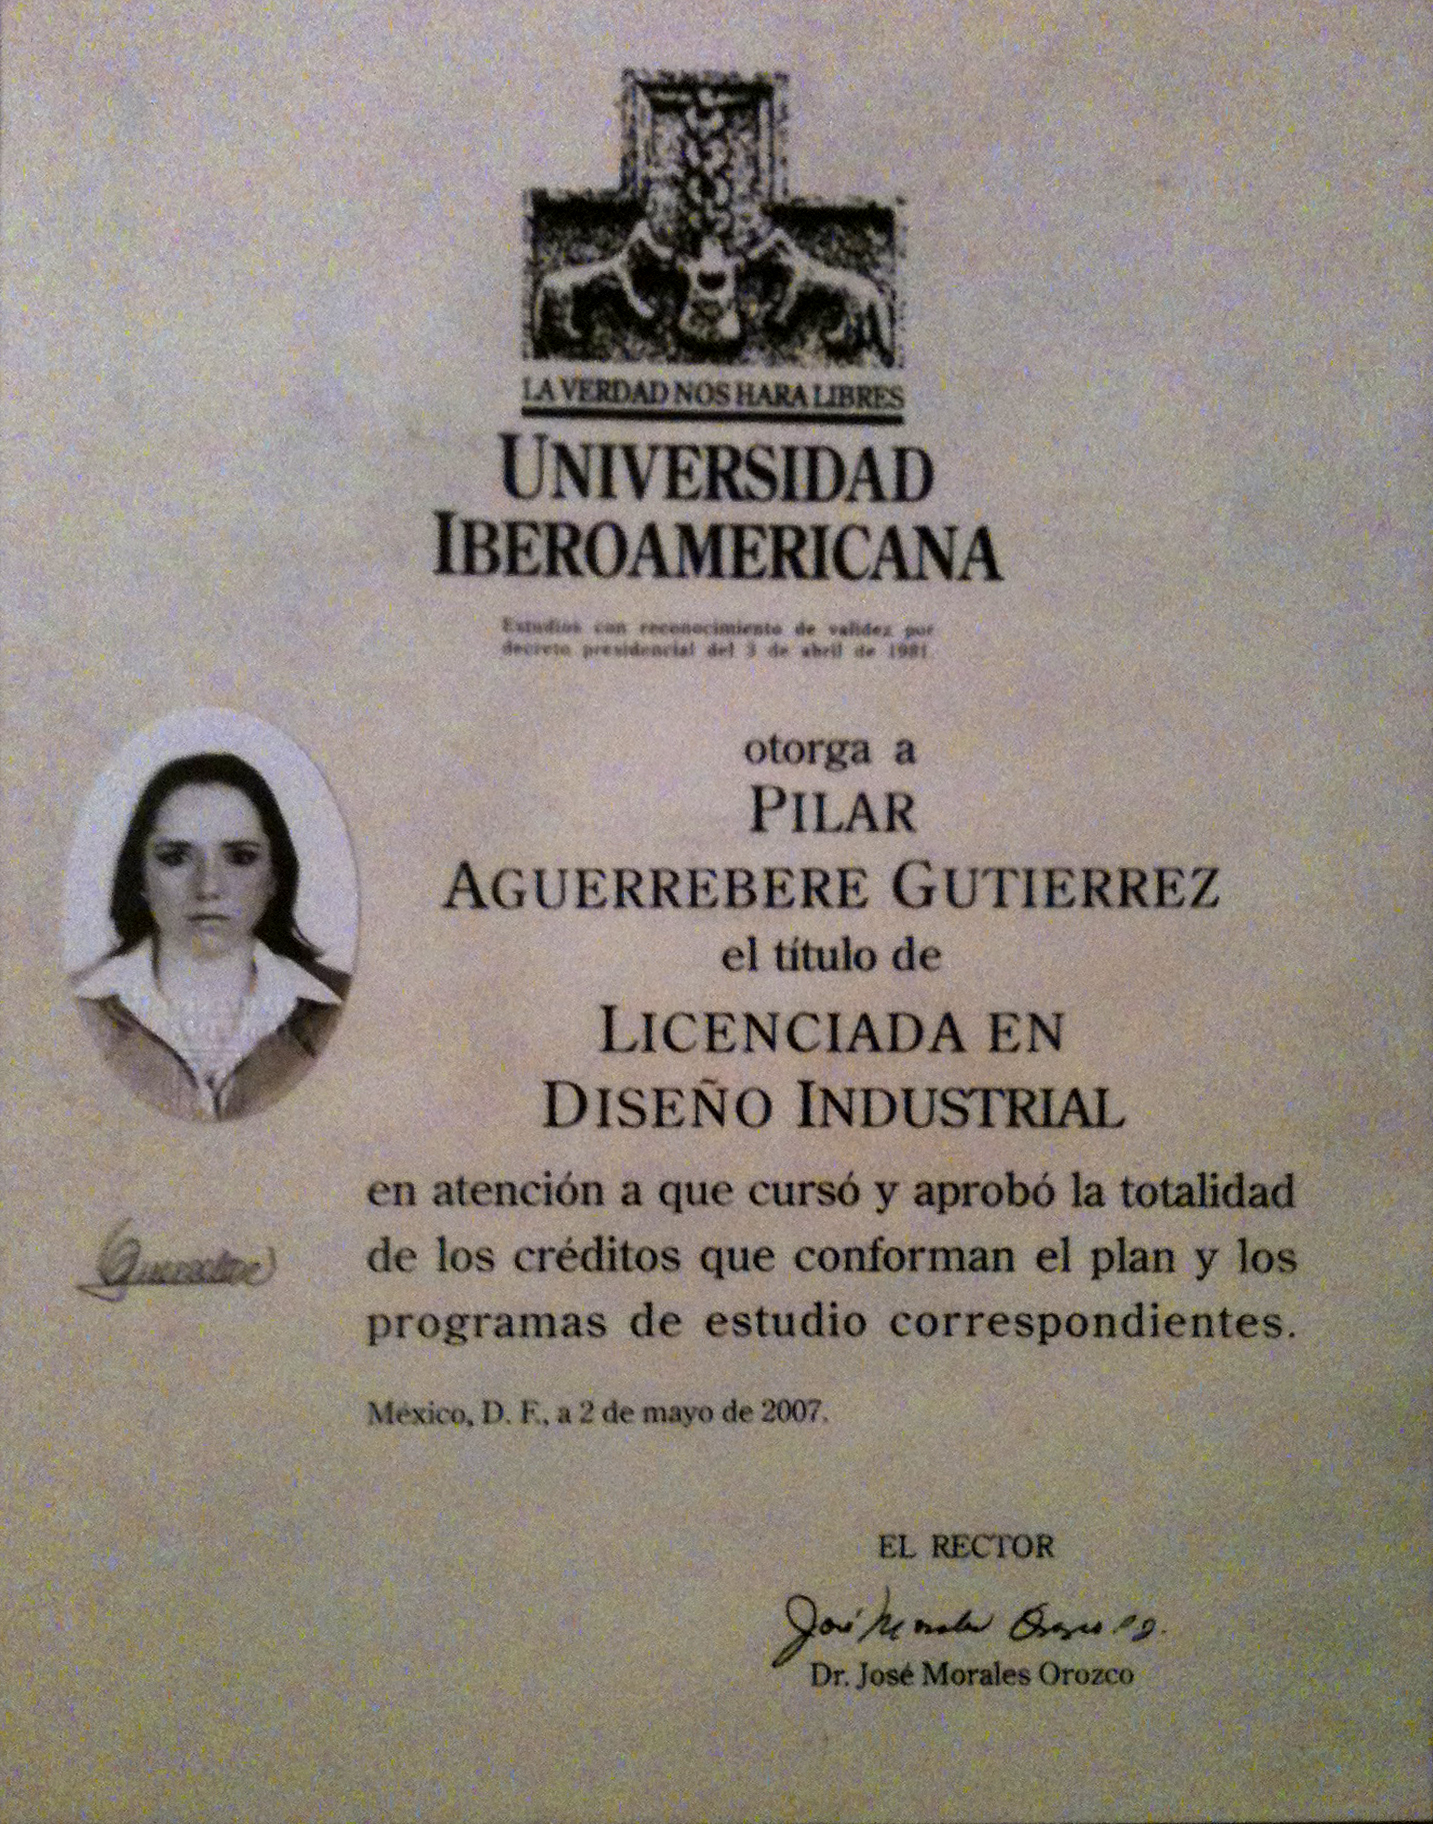 LA VERDAD NOS HARA LIBRES
UNIVERSIDAD
IBEROAMERICANA
Estudios con reconocimiento de validez por
decreto presidencial del 3 de abril de 1981.
otorga a
PILAR
AGUERREBERE GUTIERREZ
el título de
LICENCIADA EN
DISEÑO INDUSTRIAL
en atención a que cursó y aprobó la totalidad
de los créditos que conforman el plan y los
programas de estudio correspondientes.
México, D. F., a 2 de mayo de 2007.
EL RECTOR
José Morales Orozco
Dr. José Morales Orozco